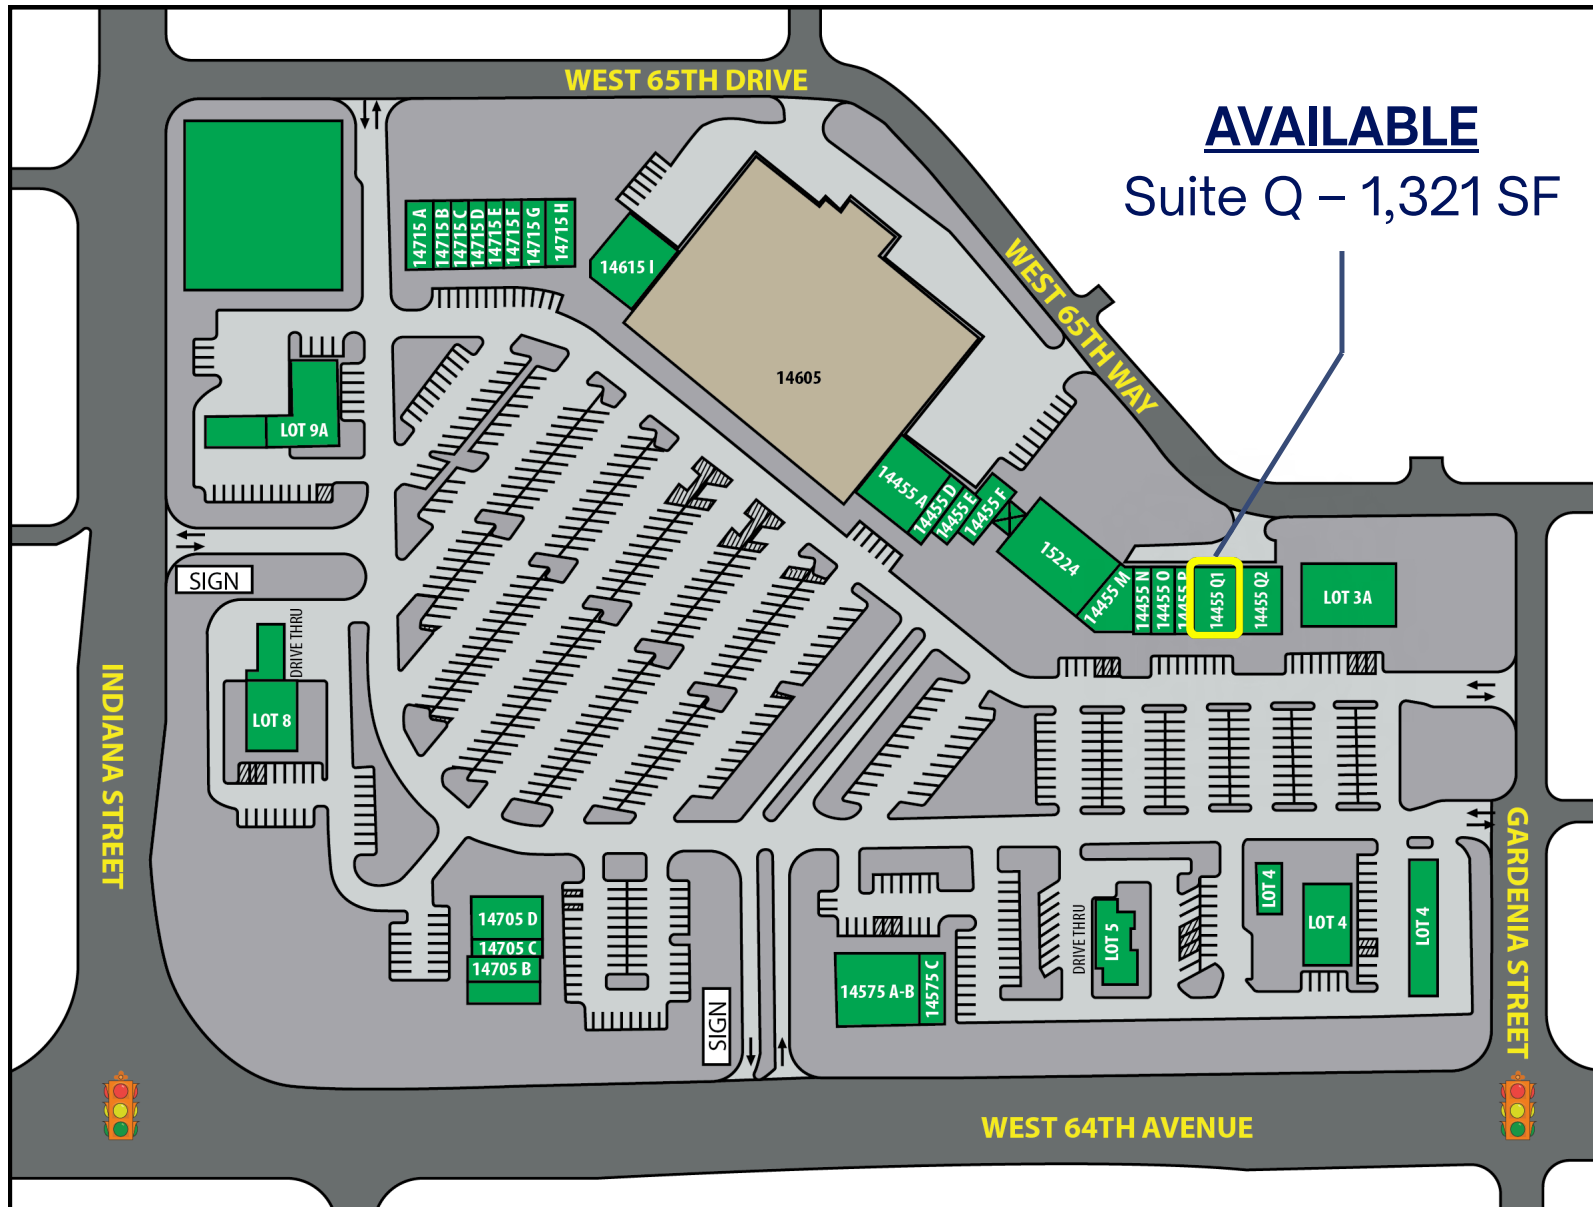 WEST 65TH DRIVE
AVAILABLE
Suite Q – 1,321 SF
14715 A
14715 B
14715 C
14715 D
14715 E
14715 F
14715 G
14715 H
14615 I
WEST 65TH WAY
14605
LOT 9A
14455 A
14455 D
14455 E
14455 F
15224
14455 M
14455 N
14455 O
14455 P
14455 Q1
14455 Q2
LOT 3A
SIGN
DRIVE THRU
LOT 8
INDIANA STREET
GARDENIA STREET
14705 D
14705 C
14705 B
SIGN
14575 A-B
14575 C
DRIVE THRU
LOT 5
LOT 4
LOT 4
LOT 4
WEST 64TH AVENUE